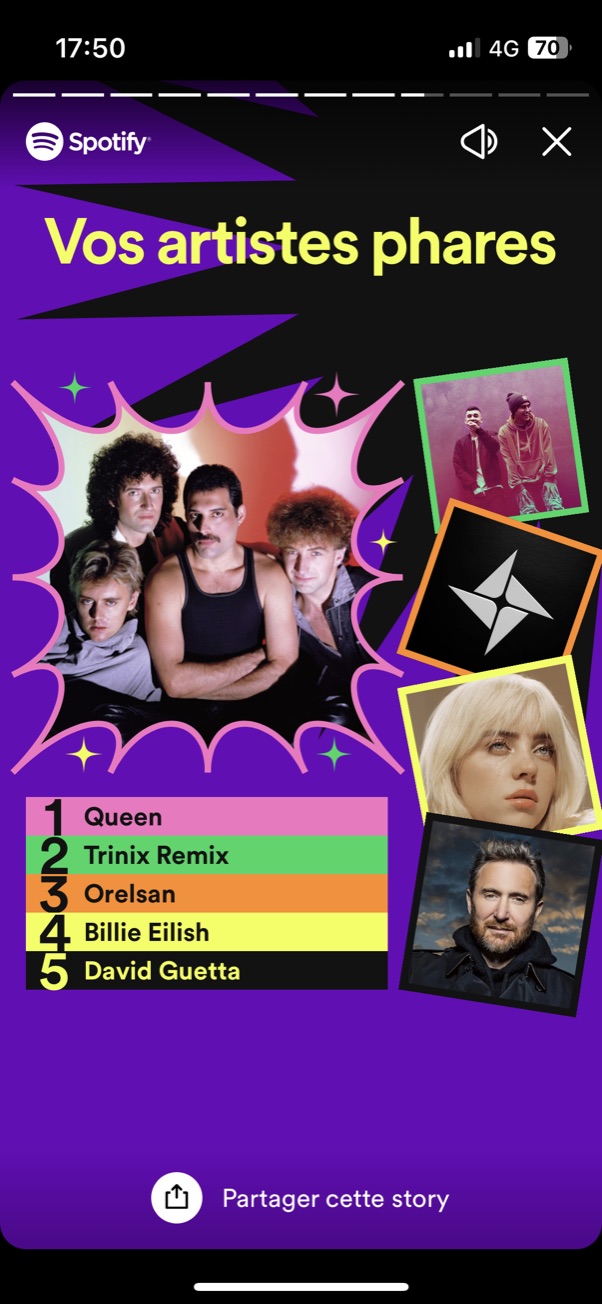 17:50
4G 70
Spotify
Vos artistes phares
1 Queen
2 Trinix Remix
3 Orelsan
4 Billie Eilish
5 David Guetta
Partager cette story